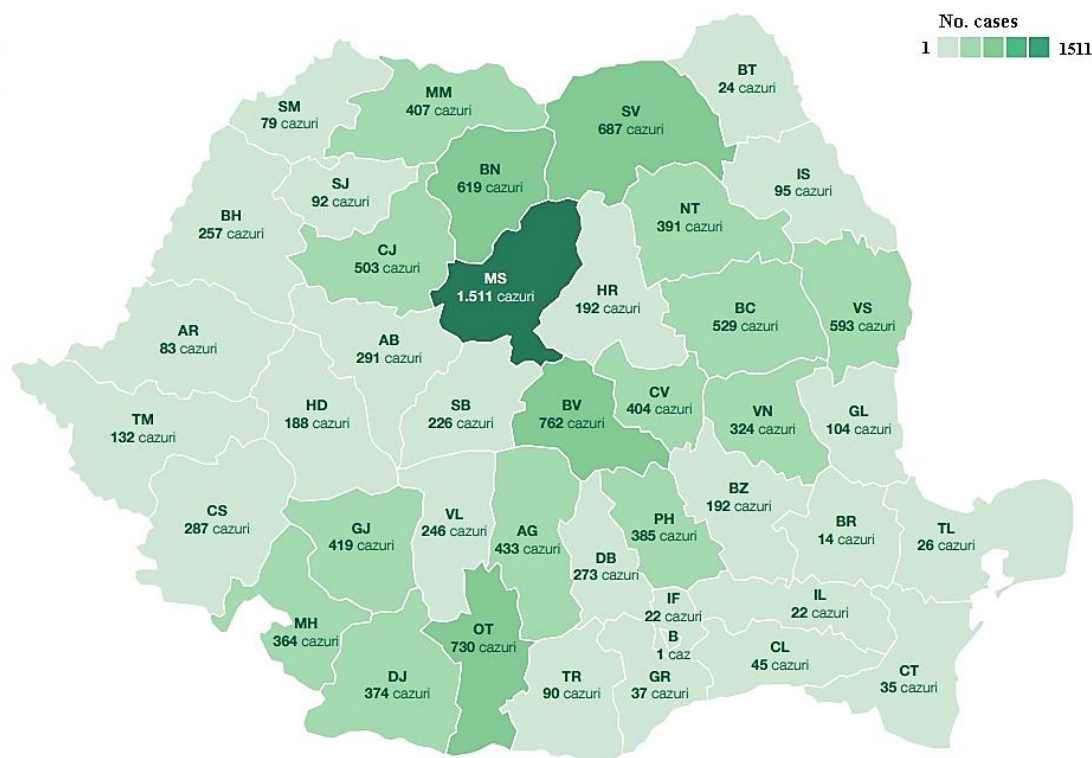 No. cases
1 1511
BT
24 cazuri
MM
407 cazuri
SM
79 cazuri
SV
687 cazuri
BN
619 cazuri
IS
95 cazuri
SJ
92 cazuri
NT
391 cazuri
BH
257 cazuri
CJ
503 cazuri
MS
1.511 cazuri
HR
192 cazuri
BC
529 cazuri
VS
593 cazuri
AR
83 cazuri
AB
291 cazuri
CV
404 cazuri
HD
188 cazuri
SB
226 cazuri
BV
762 cazuri
VN
324 cazuri
GL
104 cazuri
TM
132 cazuri
BZ
192 cazuri
CS
287 cazuri
VL
246 cazuri
GJ
419 cazuri
AG
433 cazuri
PH
385 cazuri
BR
14 cazuri
TL
26 cazuri
DB
273 cazuri
IF
22 cazuri
IL
22 cazuri
MH
364 cazuri
OT
730 cazuri
B
1 caz
CL
45 cazuri
DJ
374 cazuri
TR
90 cazuri
GR
37 cazuri
CT
35 cazuri